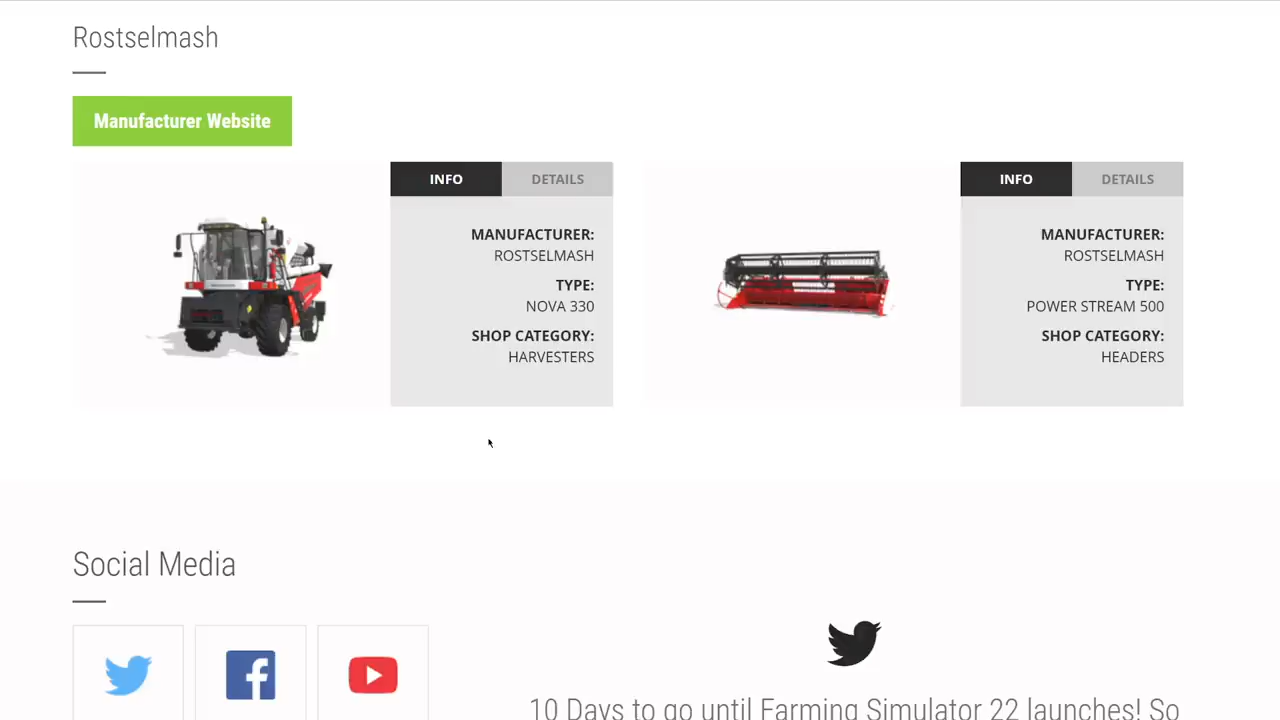 Rostselmash
Manufacturer Website
INFO
DETAILS
MANUFACTURER:
ROSTSELMASH
TYPE:
NOVA 330
SHOP CATEGORY:
HARVESTERS
INFO
DETAILS
MANUFACTURER:
ROSTSELMASH
TYPE:
POWER STREAM 500
SHOP CATEGORY:
HEADERS
Social Media
10 Days to go until Farming Simulator 22 launches! So